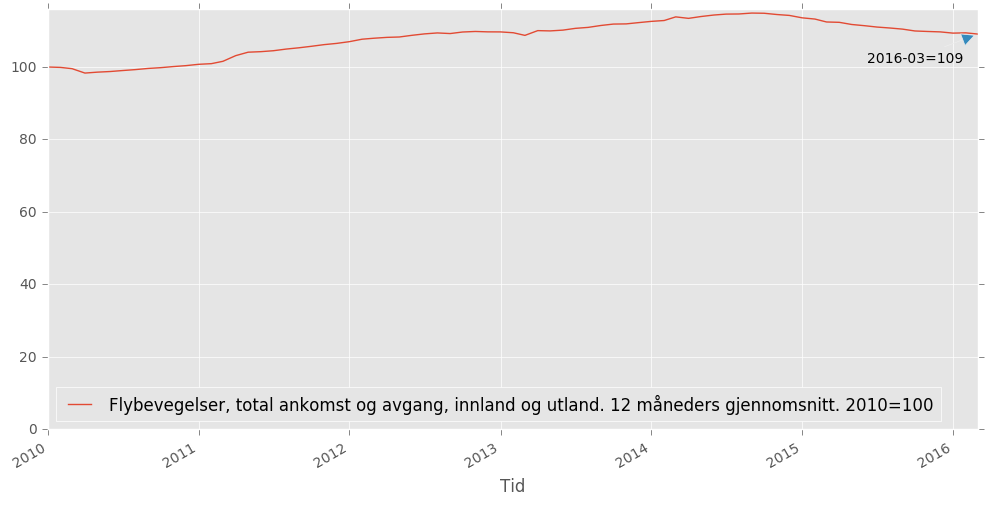 100
80
60
40
20
0
2016-03=109
Flybevegelser, total ankomst og avgang, innland og utland. 12 måneders gjennomsnitt. 2010=100
2010 2011 2012 2013 2014 2015 2016
Tid